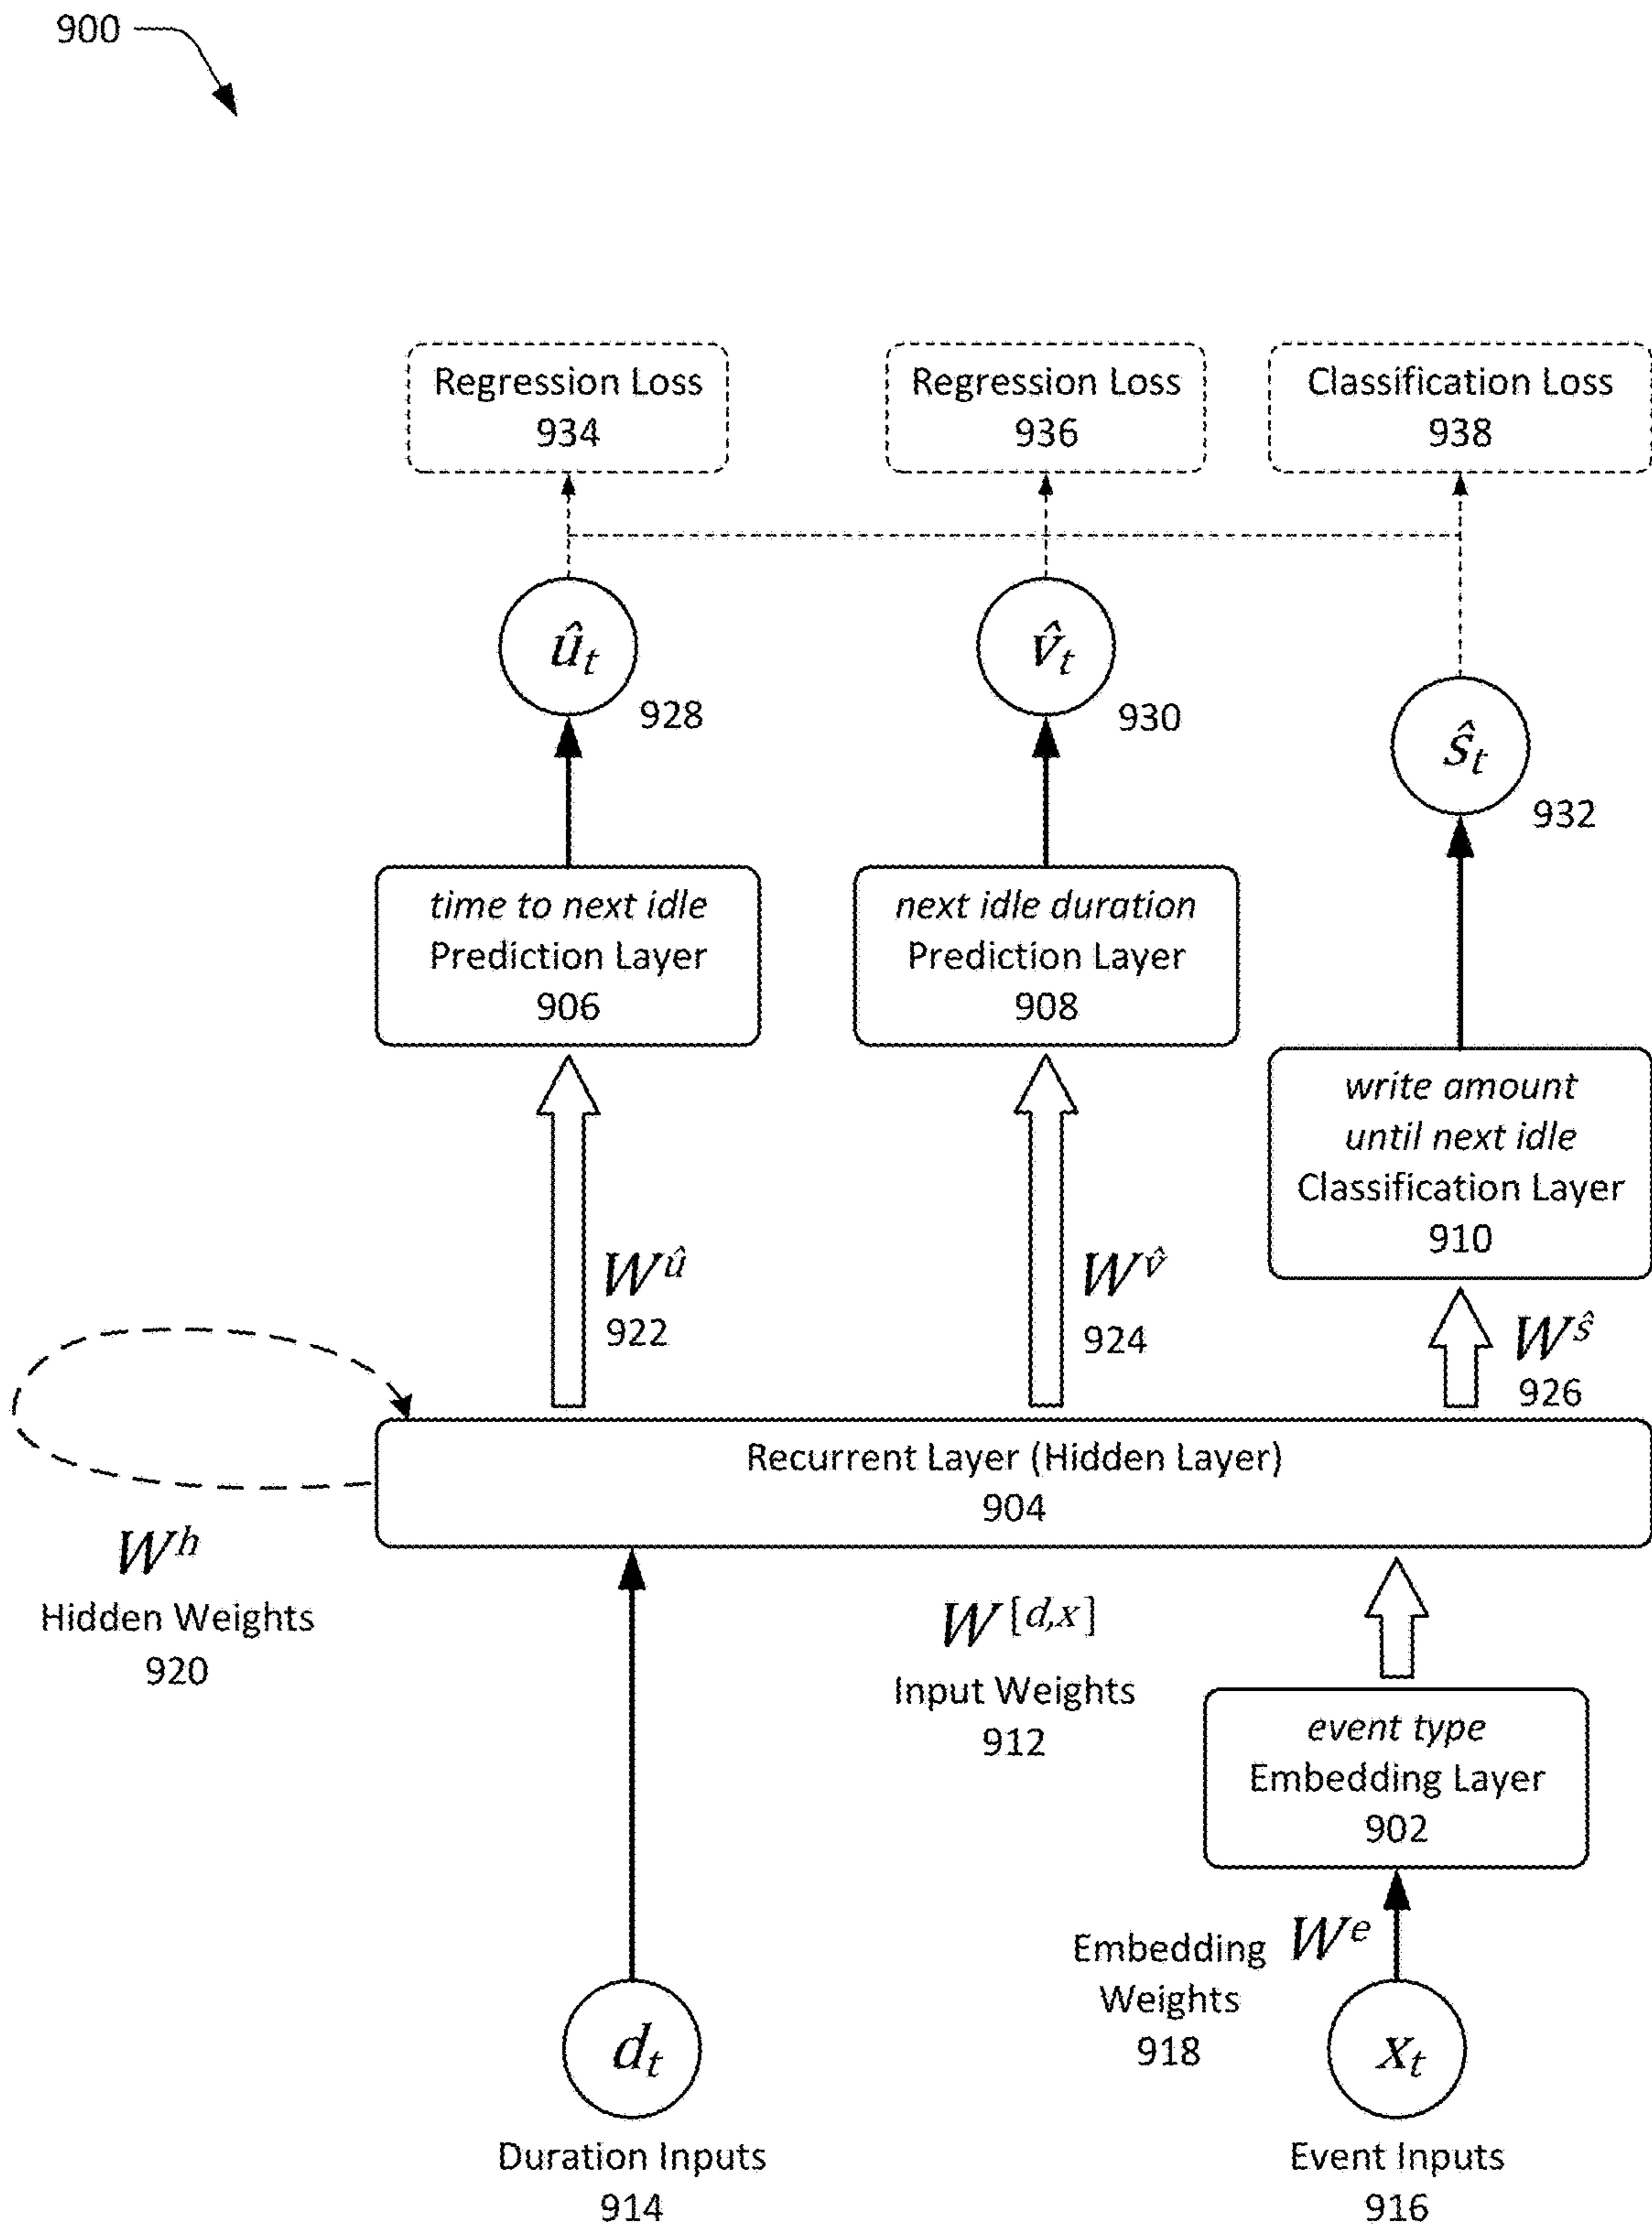 900
Regression Loss
934
Regression Loss
936
Classification Loss
938
û_t
928
v̂_t
930
ŝ_t
932
time to next idle
Prediction Layer
906
next idle duration
Prediction Layer
908
write amount
until next idle
Classification Layer
910
W^û
922
W^v̂
924
W^ŝ
926
Recurrent Layer (Hidden Layer)
904
W^h
Hidden Weights
920
W^[d,x]
Input Weights
912
event type
Embedding Layer
902
Embedding
Weights
918
W^e
d_t
Duration Inputs
914
x_t
Event Inputs
916